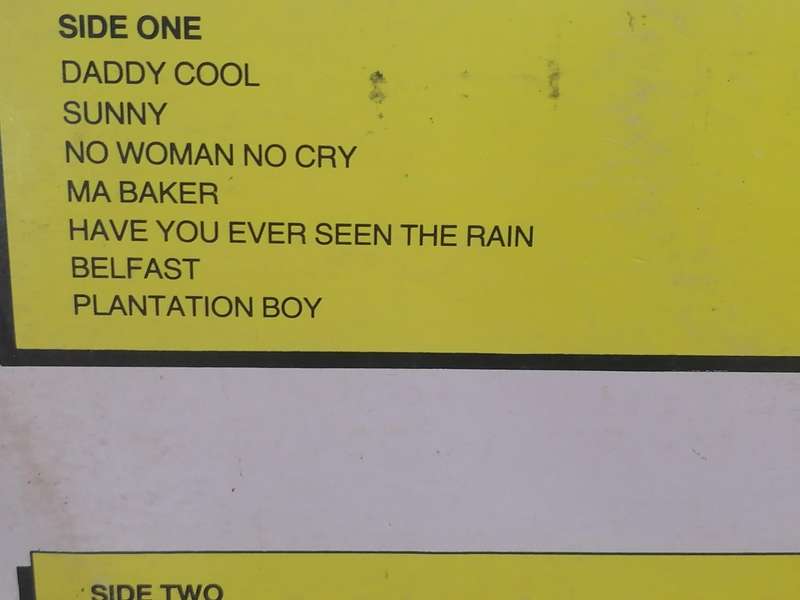 SIDE ONE
DADDY COOL
SUNNY
NO WOMAN NO CRY
MA BAKER
HAVE YOU EVER SEEN THE RAIN
BELFAST
PLANTATION BOY
SIDE TWO